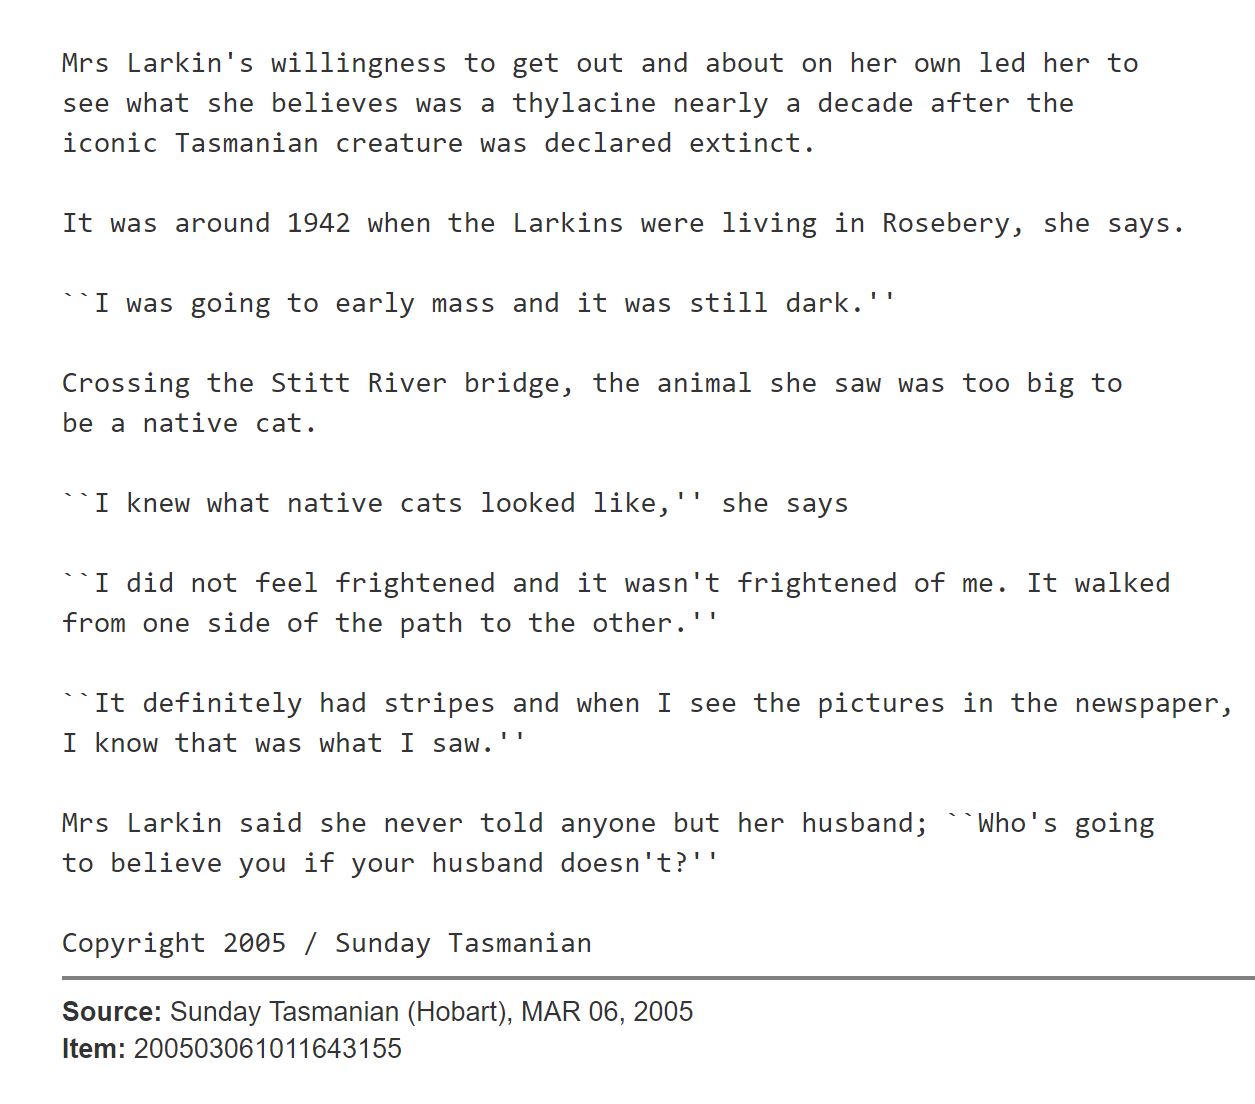 Mrs Larkin's willingness to get out and about on her own led her to
see what she believes was a thylacine nearly a decade after the
iconic Tasmanian creature was declared extinct.
It was around 1942 when the Larkins were living in Rosebery, she says.
``I was going to early mass and it was still dark.''
Crossing the Stitt River bridge, the animal she saw was too big to
be a native cat.
``I knew what native cats looked like,'' she says
``I did not feel frightened and it wasn't frightened of me. It walked
from one side of the path to the other.''
``It definitely had stripes and when I see the pictures in the newspaper,
I know that was what I saw.''
Mrs Larkin said she never told anyone but her husband; ``Who's going
to believe you if your husband doesn't?''
Copyright 2005 / Sunday Tasmanian
Source: Sunday Tasmanian (Hobart), MAR 06, 2005
Item: 200503061011643155